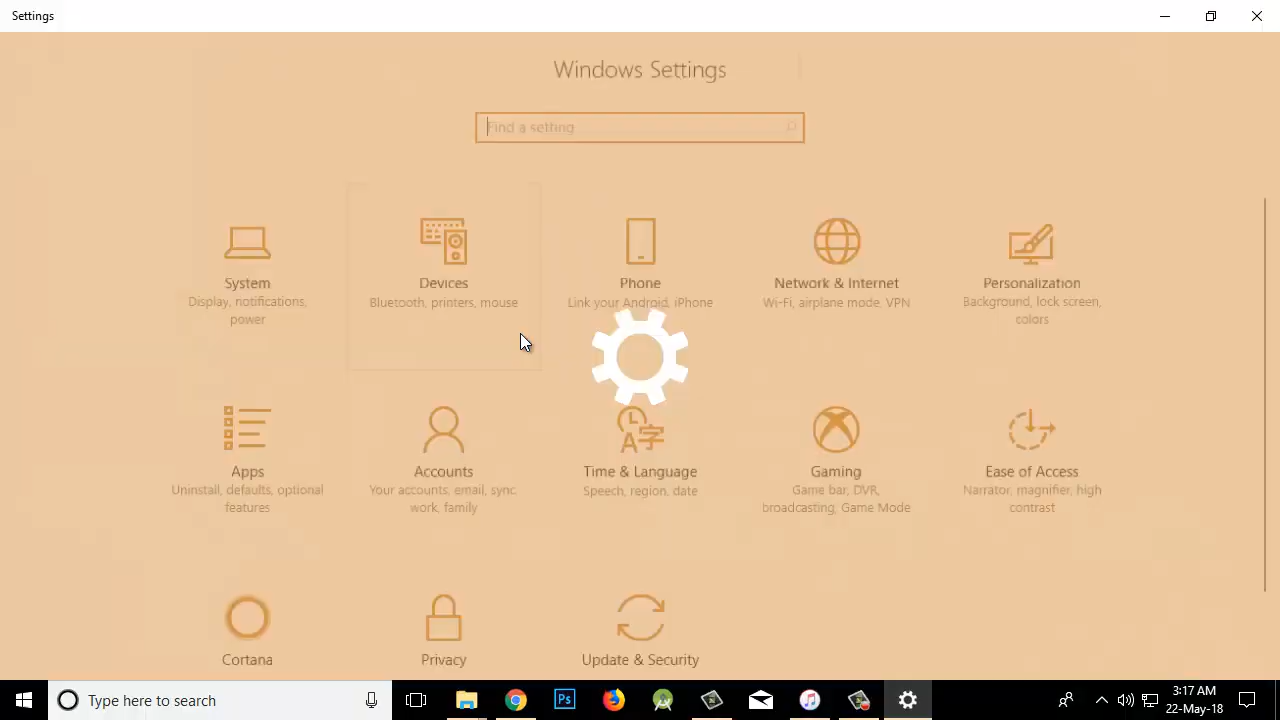 Settings
Windows Settings
Find a setting
System
Display, notifications,
power
Devices
Bluetooth, printers, mouse
Phone
Link your Android, iPhone
Network & Internet
Wi-Fi, airplane mode, VPN
Personalization
Background, lock screen,
colors
Apps
Uninstall, defaults, optional
features
Accounts
Your accounts, email, sync,
work, family
Time & Language
Speech, region, date
A字
Gaming
Game bar, DVR,
broadcasting, Game Mode
Ease of Access
Narrator, magnifier, high
contrast
Cortana
Privacy
Update & Security
Type here to search
Ps
3:17 AM
22-May-18